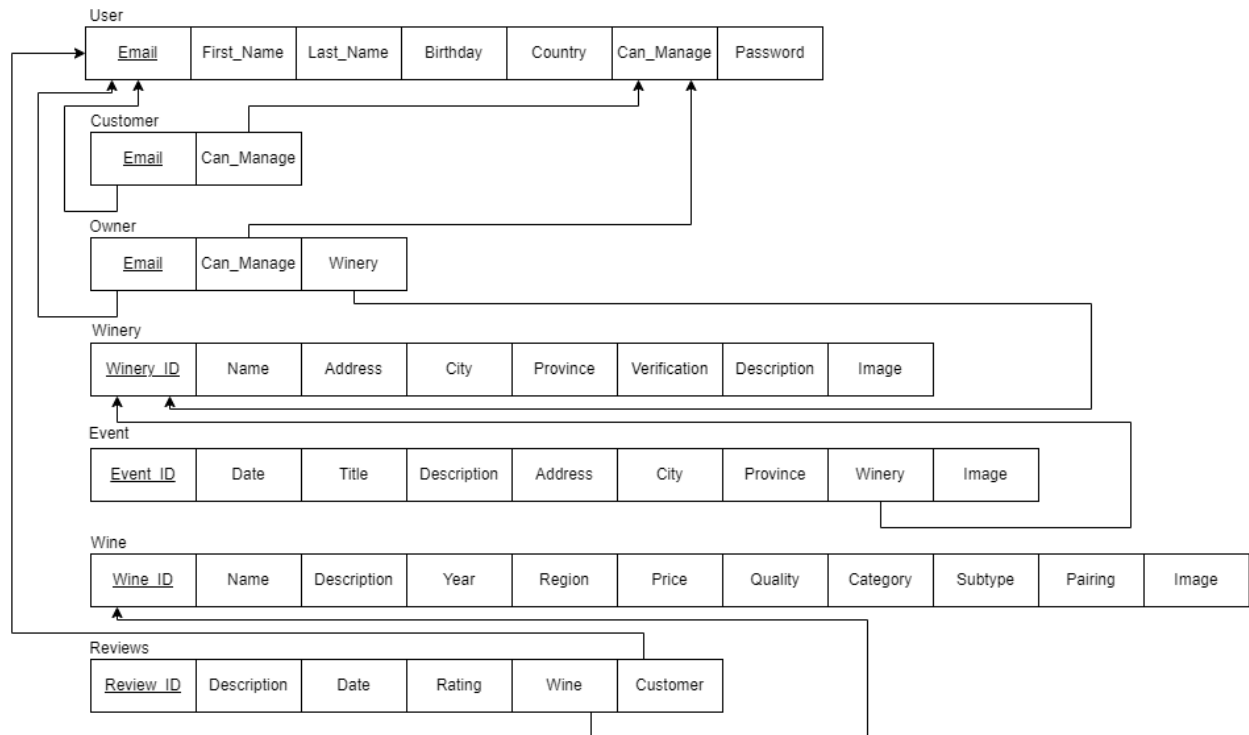 User
Email First_Name Last_Name Birthday Country Can_Manage Password
Customer
Email Can_Manage
Owner
Email Can_Manage Winery
Winery
Winery_ID Name Address City Province Verification Description Image
Event
Event_ID Date Title Description Address City Province Winery Image
Wine
Wine_ID Name Description Year Region Price Quality Category Subtype Pairing Image
Reviews
Review_ID Description Date Rating Wine Customer